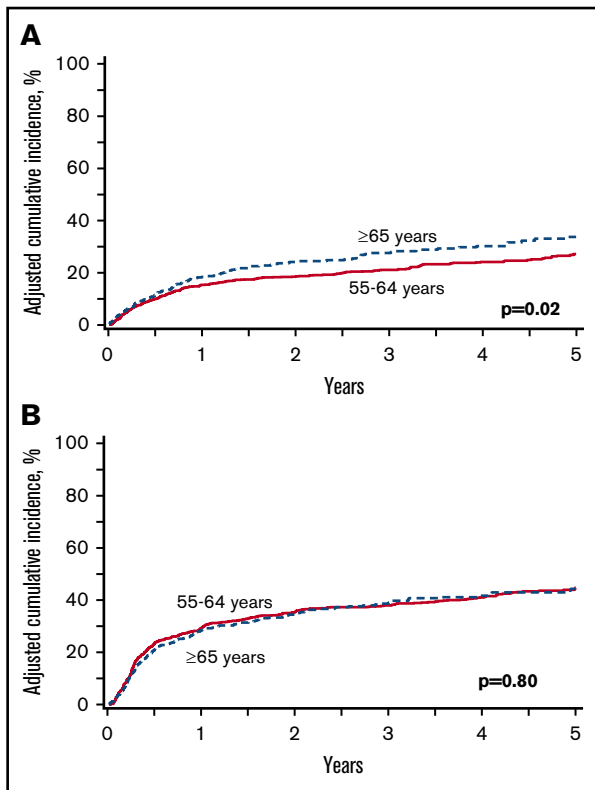 A
Adjusted cumulative incidence, %
100
80
60
40
20
0
≥65 years
55-64 years
p=0.02
0 1 2 3 4 5
Years
B
Adjusted cumulative incidence, %
100
80
60
40
20
0
55-64 years
≥65 years
p=0.80
0 1 2 3 4 5
Years